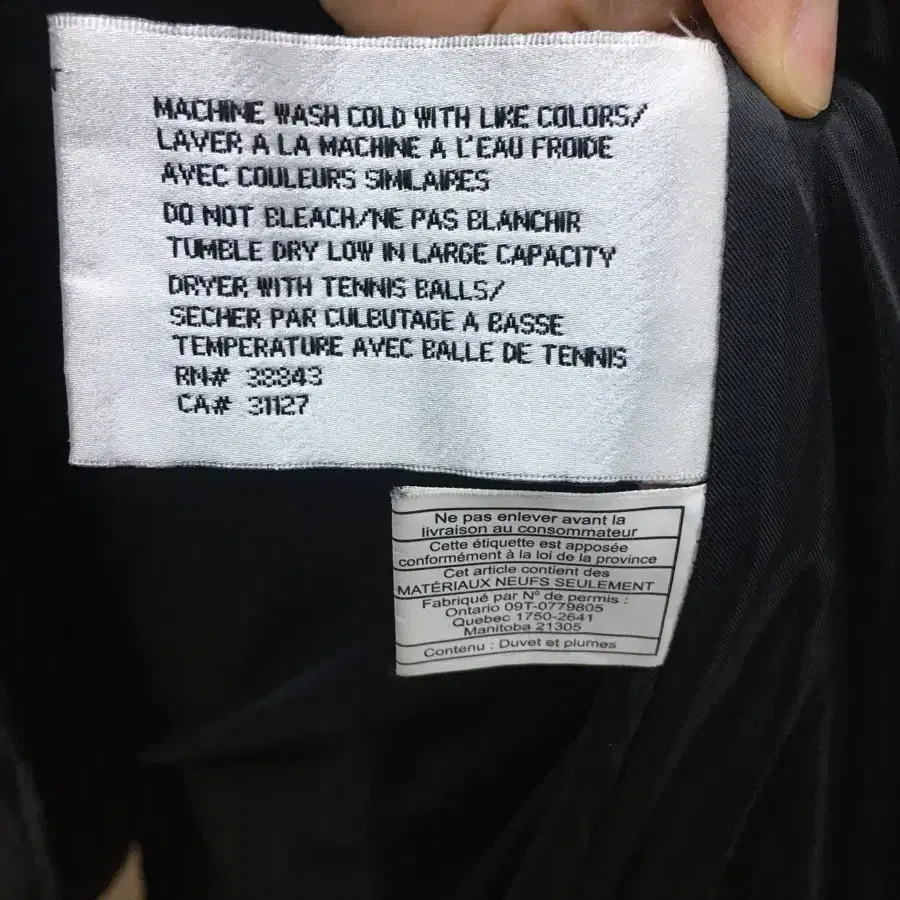 MACHINE WASH COLD WITH LIKE COLORS/
LAVER A LA MACHINE A L'EAU FROIDE
AVEC COULEURS SIMILAIRES
DO NOT BLEACH/NE PAS BLANCHIR
TUMBLE DRY LOW IN LARGE CAPACITY
DRYER WITH TENNIS BALLS/
SECHER PAR CULBUTAGE A BASSE
TEMPERATURE AVEC BALLE DE TENNIS
RN# 38343
CA# 31127
Ne pas enlever avant la
livraison au consommateur
Cette étiquette est apposée
conformément à la loi de la province
Cet article contient des
MATÉRIAUX NEUFS SEULEMENT
Fabriqué par Nº de permis :
Ontario 09T-0779805
Quebec 1750-2641
Manitoba 21305
Contenu : Duvet et plumes